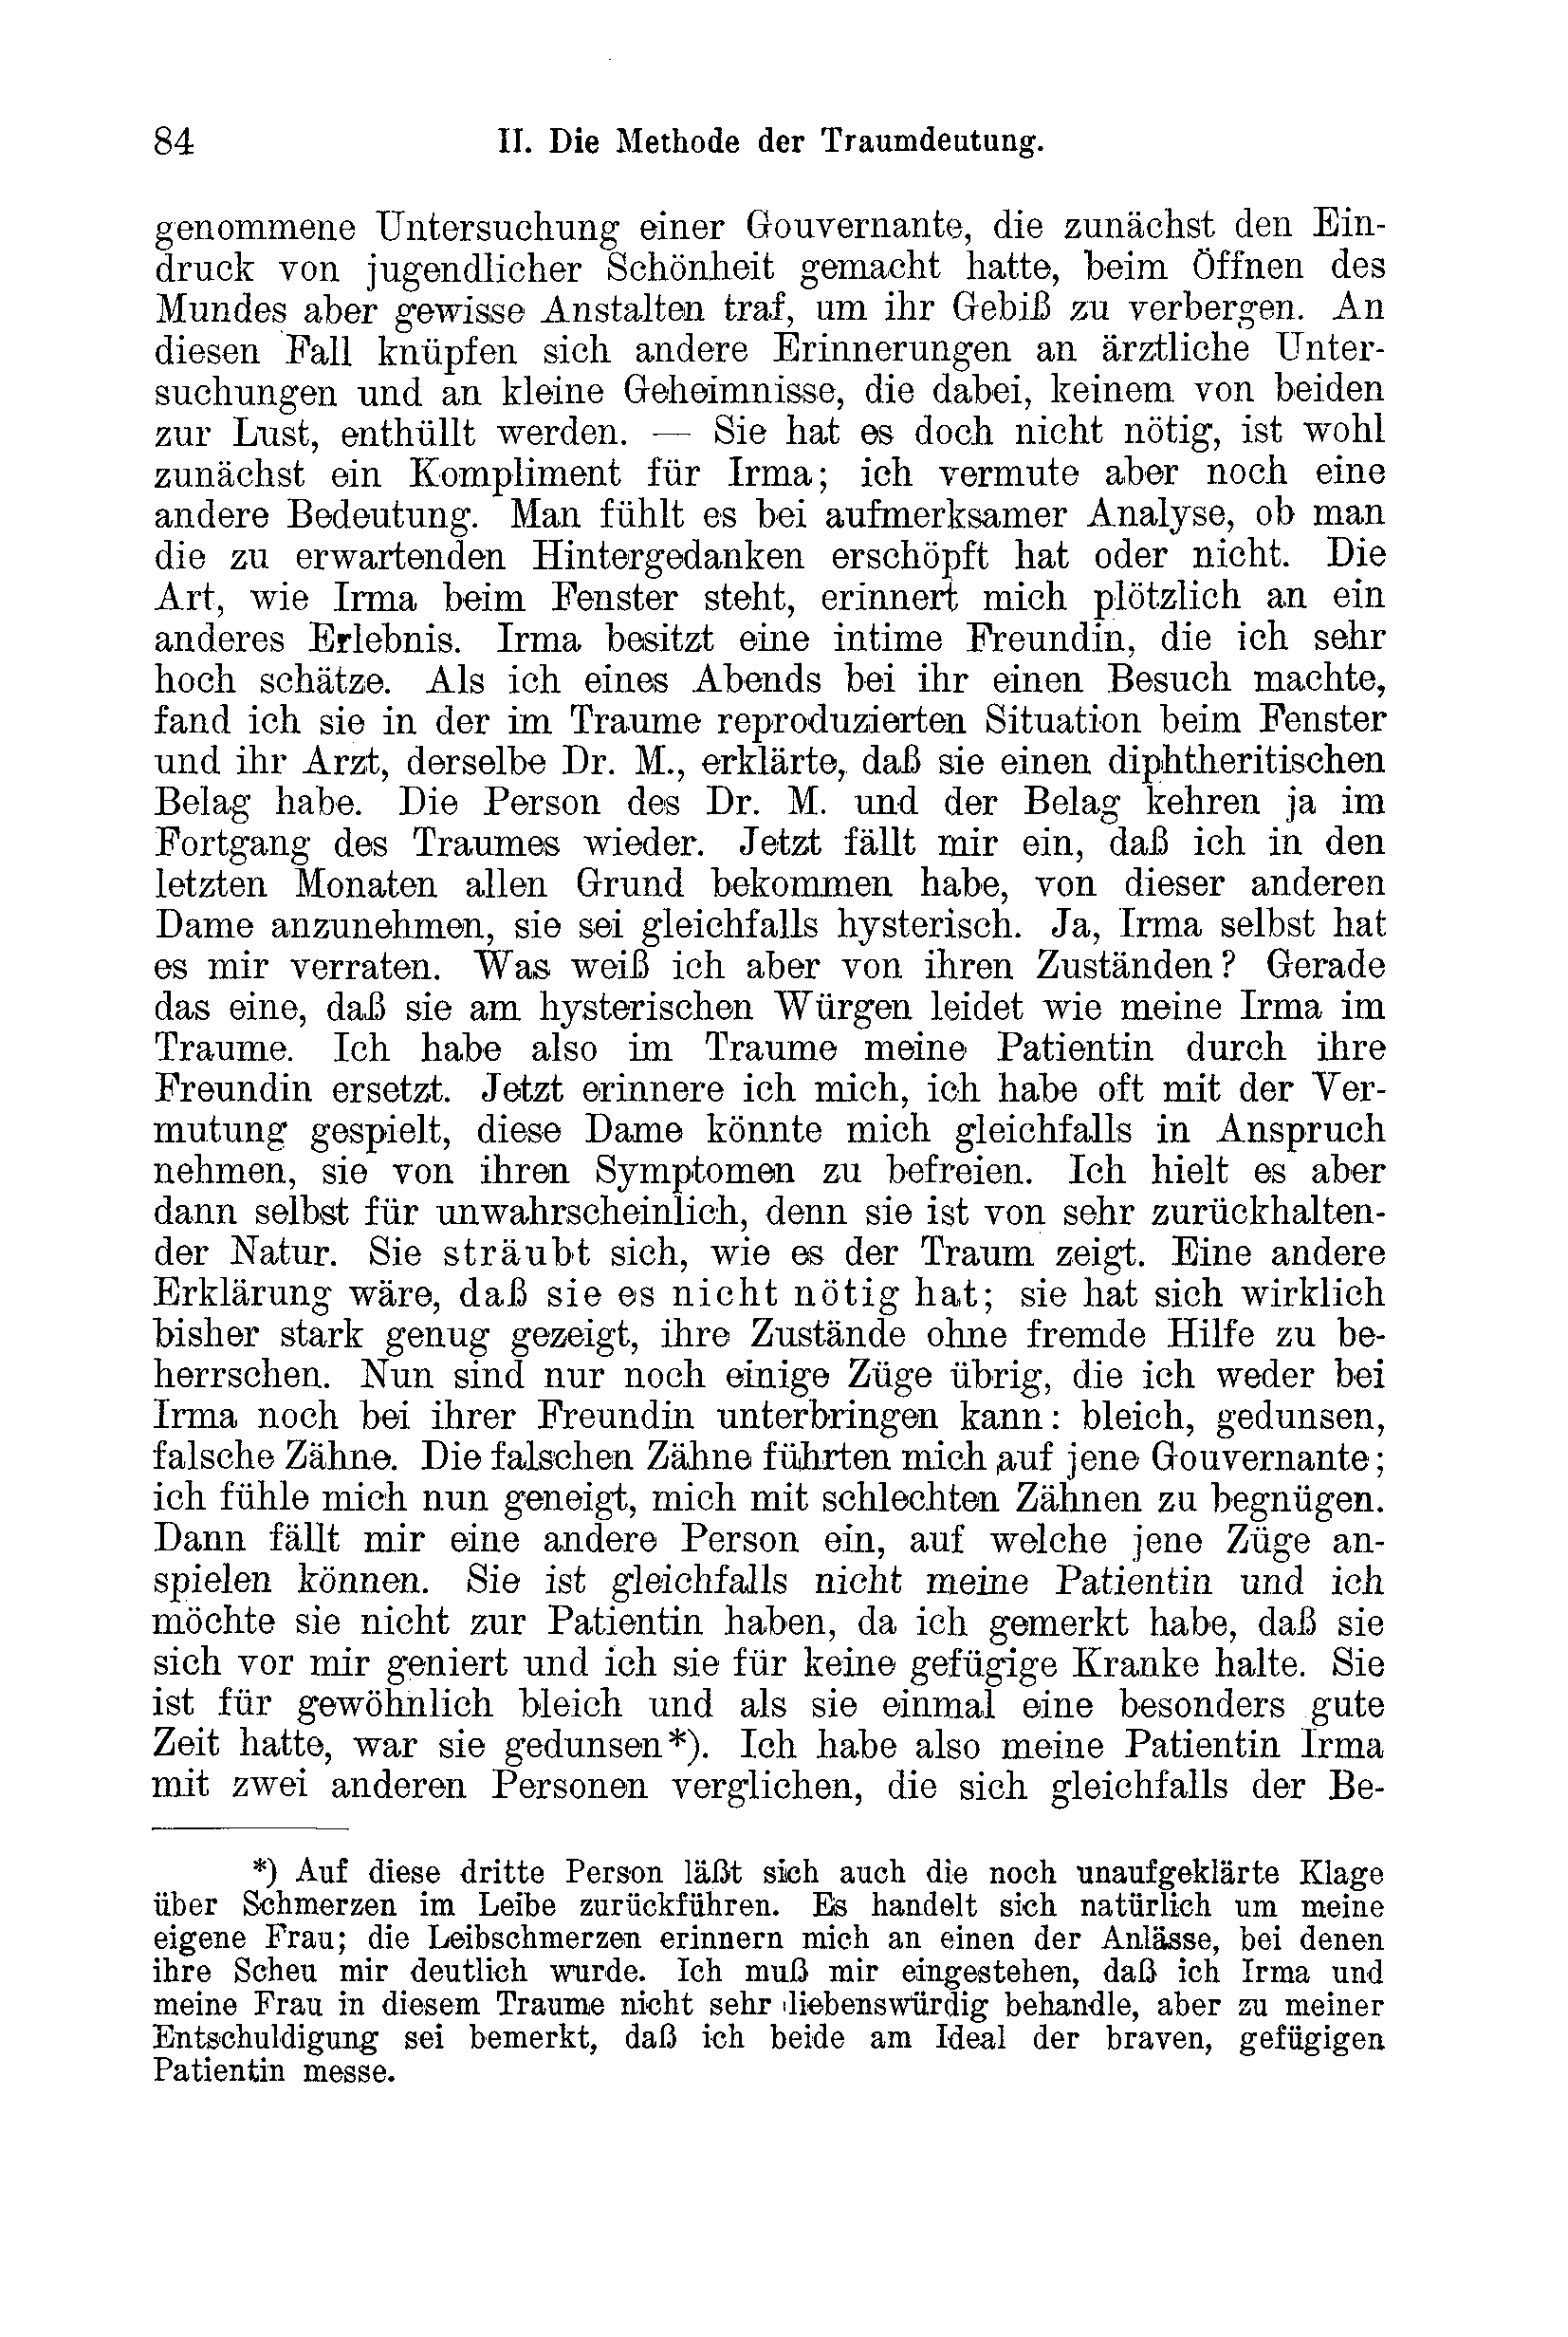 84 II. Die Methode der Traumdeutung.
genommene Untersuchung einer Gouvernante, die zunächst den Ein-
druck von jugendlicher Schönheit gemacht hatte, beim Öffnen des
Mundes aber gewisse Anstalten traf, um ihr Gebiß zu verbergen. An
diesen Fall knüpfen sich andere Erinnerungen an ärztliche Unter-
suchungen und an kleine Geheimnisse, die dabei, keinem von beiden
zur Lust, enthüllt werden. — Sie hat es doch nicht nötig, ist wohl
zunächst ein Kompliment für Irma; ich vermute aber noch eine
andere Bedeutung. Man fühlt es bei aufmerksamer Analyse, ob man
die zu erwartenden Hintergedanken erschöpft hat oder nicht. Die
Art, wie Irma beim Fenster steht, erinnert mich plötzlich an ein
anderes Erlebnis. Irma besitzt eine intime Freundin, die ich sehr
hoch schätze. Als ich eines Abends bei ihr einen Besuch machte,
fand ich sie in der im Traume reproduzierten Situation beim Fenster
und ihr Arzt, derselbe Dr. M., erklärte, daß sie einen diphtheritischen
Belag habe. Die Person des Dr. M. und der Belag kehren ja im
Fortgang des Traumes wieder. Jetzt fällt mir ein, daß ich in den
letzten Monaten allen Grund bekommen habe, von dieser anderen
Dame anzunehmen, sie sei gleichfalls hysterisch. Ja, Irma selbst hat
es mir verraten. Was weiß ich aber von ihren Zuständen? Gerade
das eine, daß sie am hysterischen Würgen leidet wie meine Irma im
Traume. Ich habe also im Traume meine Patientin durch ihre
Freundin ersetzt. Jetzt erinnere ich mich, ich habe oft mit der Ver-
mutung gespielt, diese Dame könnte mich gleichfalls in Anspruch
nehmen, sie von ihren Symptomen zu befreien. Ich hielt es aber
dann selbst für unwahrscheinlich, denn sie ist von sehr zurückhalten-
der Natur. Sie sträubt sich, wie es der Traum zeigt. Eine andere
Erklärung wäre, daß sie es nicht nötig hat; sie hat sich wirklich
bisher stark genug gezeigt, ihre Zustände ohne fremde Hilfe zu be-
herrschen. Nun sind nur noch einige Züge übrig, die ich weder bei
Irma noch bei ihrer Freundin unterbringen kann: bleich, gedunsen,
falsche Zähne. Die falschen Zähne führten mich auf jene Gouvernante;
ich fühle mich nun geneigt, mich mit schlechten Zähnen zu begnügen.
Dann fällt mir eine andere Person ein, auf welche jene Züge an-
spielen können. Sie ist gleichfalls nicht meine Patientin und ich
möchte sie nicht zur Patientin haben, da ich gemerkt habe, daß sie
sich vor mir geniert und ich sie für keine gefügige Kranke halte. Sie
ist für gewöhnlich bleich und als sie einmal eine besonders gute
Zeit hatte, war sie gedunsen*). Ich habe also meine Patientin Irma
mit zwei anderen Personen verglichen, die sich gleichfalls der Be-
*) Auf diese dritte Person läßt sich auch die noch unaufgeklärte Klage
über Schmerzen im Leibe zurückführen. Es handelt sich natürlich um meine
eigene Frau; die Leibschmerzen erinnern mich an einen der Anlässe, bei denen
ihre Scheu mir deutlich wurde. Ich muß mir eingestehen, daß ich Irma und
meine Frau in diesem Traume nicht sehr liebenswürdig behandle, aber zu meiner
Entschuldigung sei bemerkt, daß ich beide am Ideal der braven, gefügigen
Patientin messe.